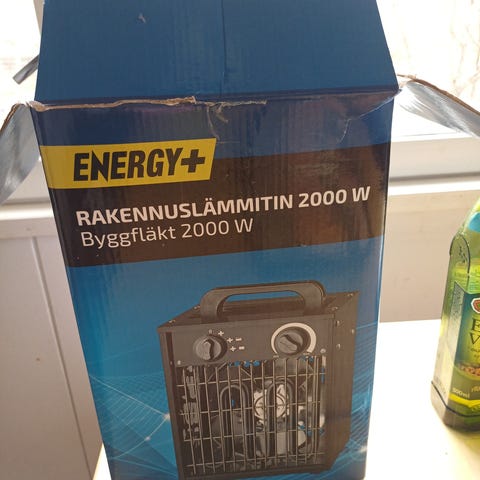 ENERGY+
RAKENNUSLÄMMITIN 2000 W
Byggfläkt 2000 W